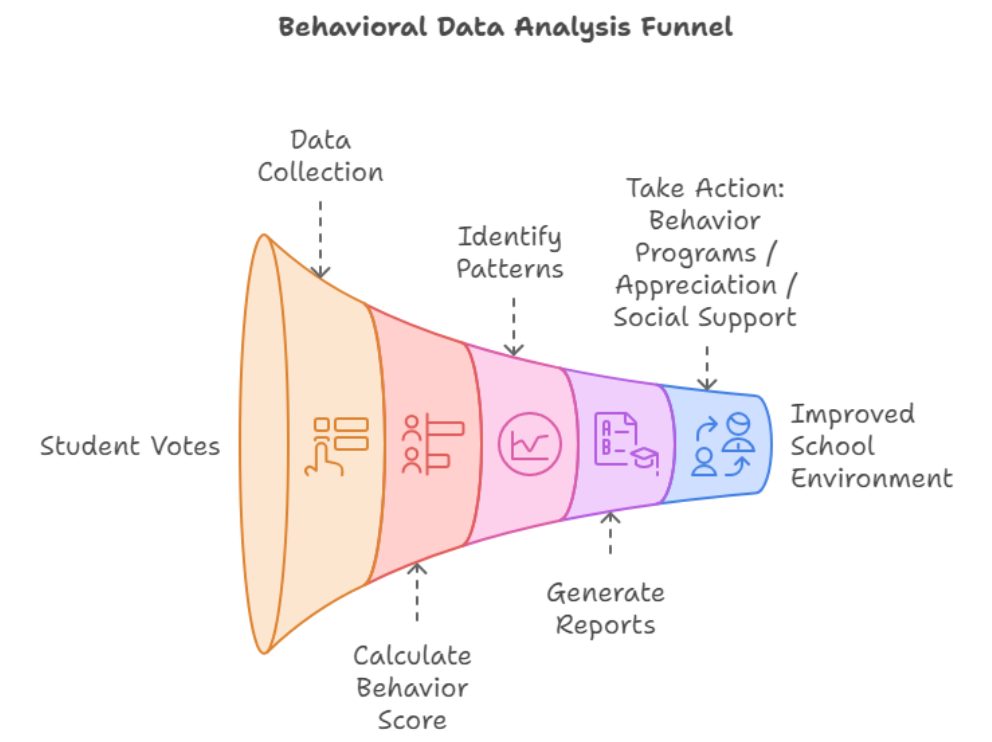 Behavioral Data Analysis Funnel
Data
Collection
Take Action:
Behavior
Programs /
Appreciation /
Social Support
Identify
Patterns
Student Votes
A
B
Improved
School
Environment
Generate
Reports
Calculate
Behavior
Score